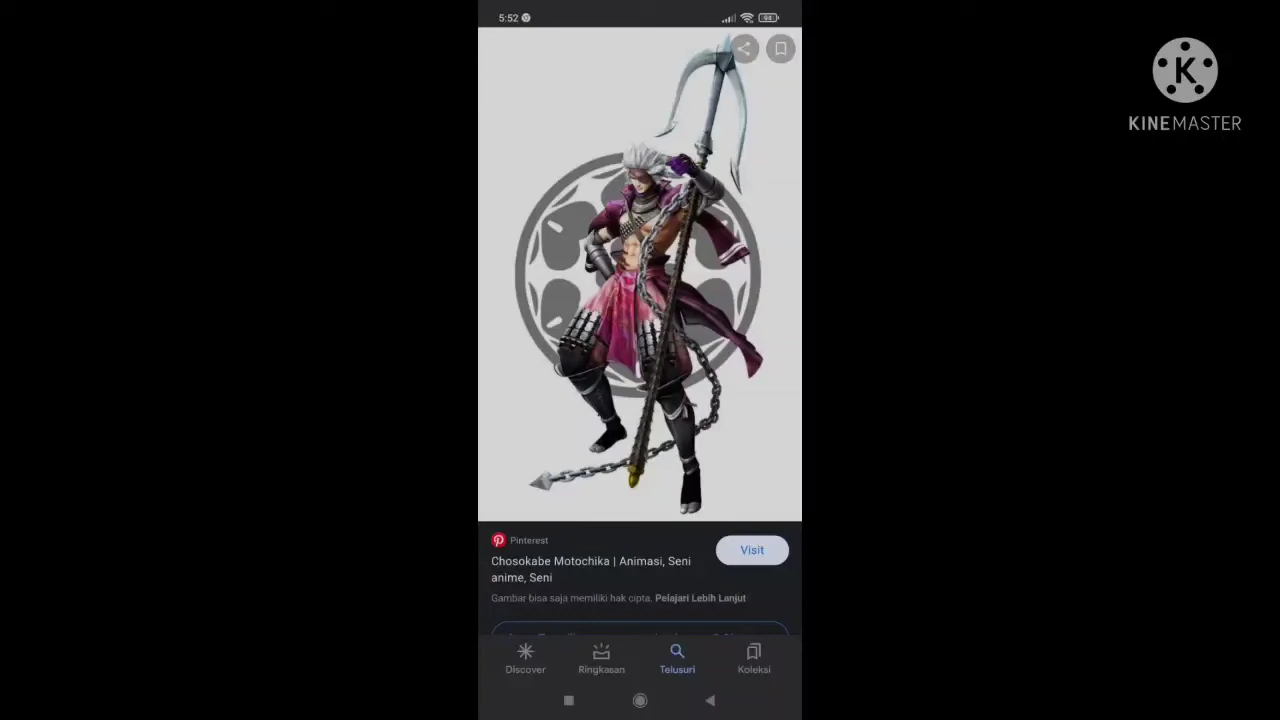 5:52
98
KINEMASTER
Pinterest
Visit
Chosokabe Motochika | Animasi, Seni
anime, Seni
Gambar bisa saja memiliki hak cipta. Pelajari Lebih Lanjut
Discover
Ringkasan
Telusuri
Koleksi